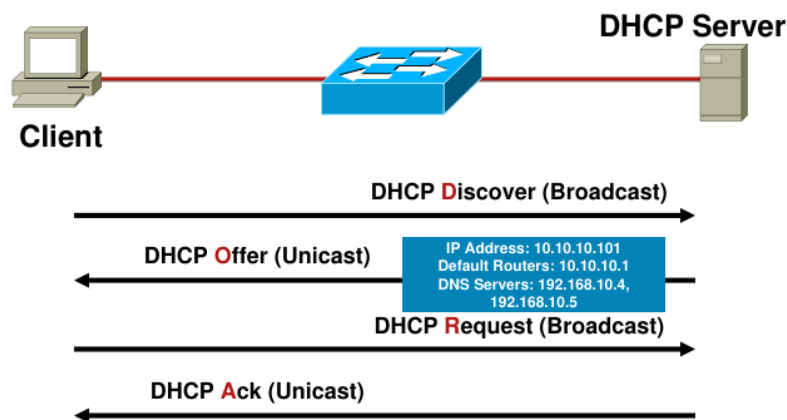 DHCP Server
Client
DHCP Discover (Broadcast)
DHCP Offer (Unicast)
IP Address: 10.10.10.101
Default Routers: 10.10.10.1
DNS Servers: 192.168.10.4,
192.168.10.5
DHCP Request (Broadcast)
DHCP Ack (Unicast)